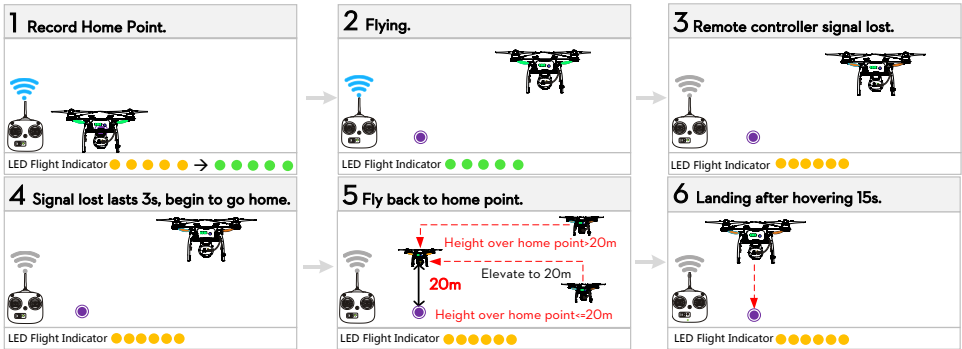 1 Record Home Point.
LED Flight Indicator
2 Flying.
LED Flight Indicator
3 Remote controller signal lost.
LED Flight Indicator
4 Signal lost lasts 3s, begin to go home.
LED Flight Indicator
5 Fly back to home point.
Height over home point>20m
Elevate to 20m
20m
Height over home point<=20m
LED Flight Indicator
6 Landing after hovering 15s.
LED Flight Indicator